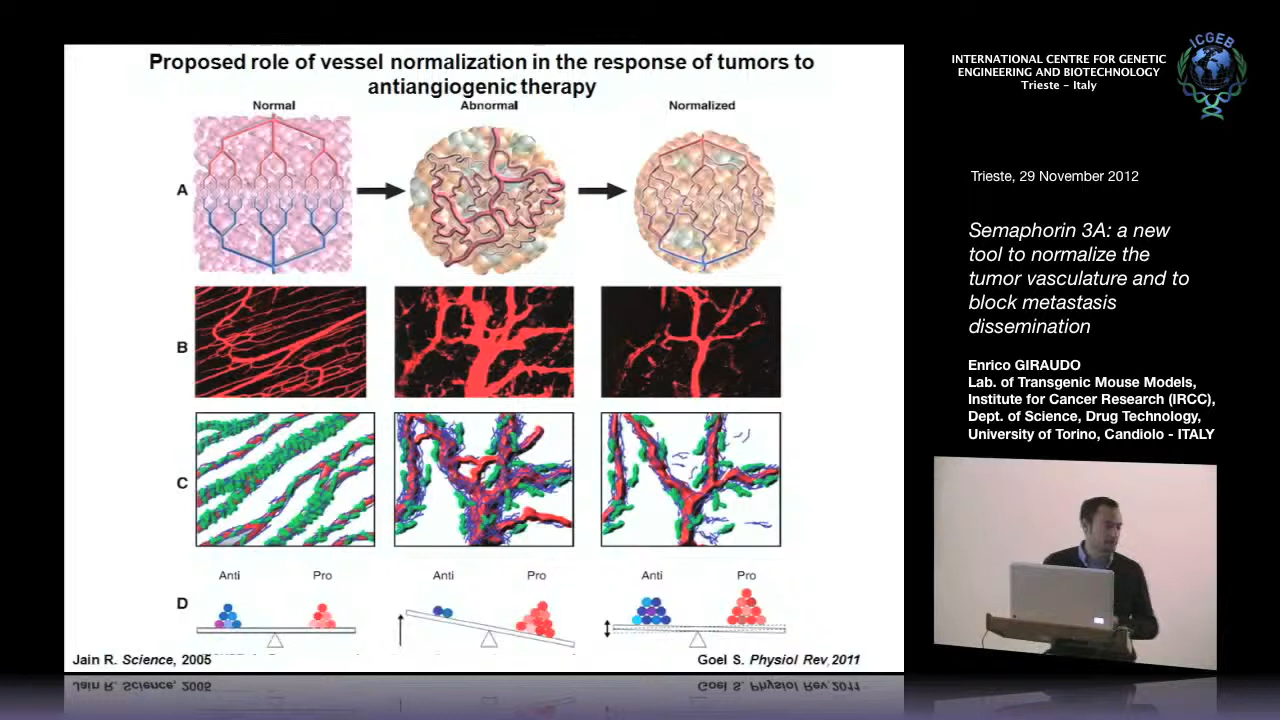 Proposed role of vessel normalization in the response of tumors to
antiangiogenic therapy
Normal
Abnormal
Normalized
A
B
C
Anti
Pro
Anti
Pro
Anti
Pro
D
Jain R. Science, 2005
Goel S. Physiol Rev, 2011
INTERNATIONAL CENTRE FOR GENETIC
ENGINEERING AND BIOTECHNOLOGY
Trieste - Italy
ICGEB
Trieste, 29 November 2012
Semaphorin 3A: a new
tool to normalize the
tumor vasculature and to
block metastasis
dissemination
Enrico GIRAUDO
Lab. of Transgenic Mouse Models,
Institute for Cancer Research (IRCC),
Dept. of Science, Drug Technology,
University of Torino, Candiolo - ITALY